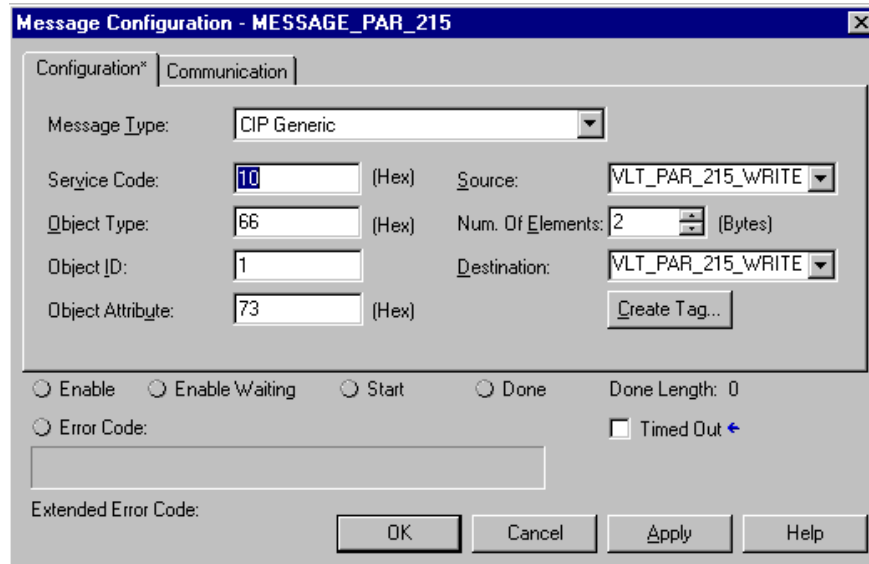 Message Configuration - MESSAGE_PAR_215
Configuration* Communication
Message Type: CIP Generic
Service Code: 10 (Hex) Source: VLT_PAR_215_WRITE
Object Type: 66 (Hex) Num. Of Elements: 2 (Bytes)
Object ID: 1 Destination: VLT_PAR_215_WRITE
Object Attribute: 73 (Hex) Create Tag...
Enable Enable Waiting Start Done Done Length: 0
Error Code: Timed Out
Extended Error Code:
OK Cancel Apply Help